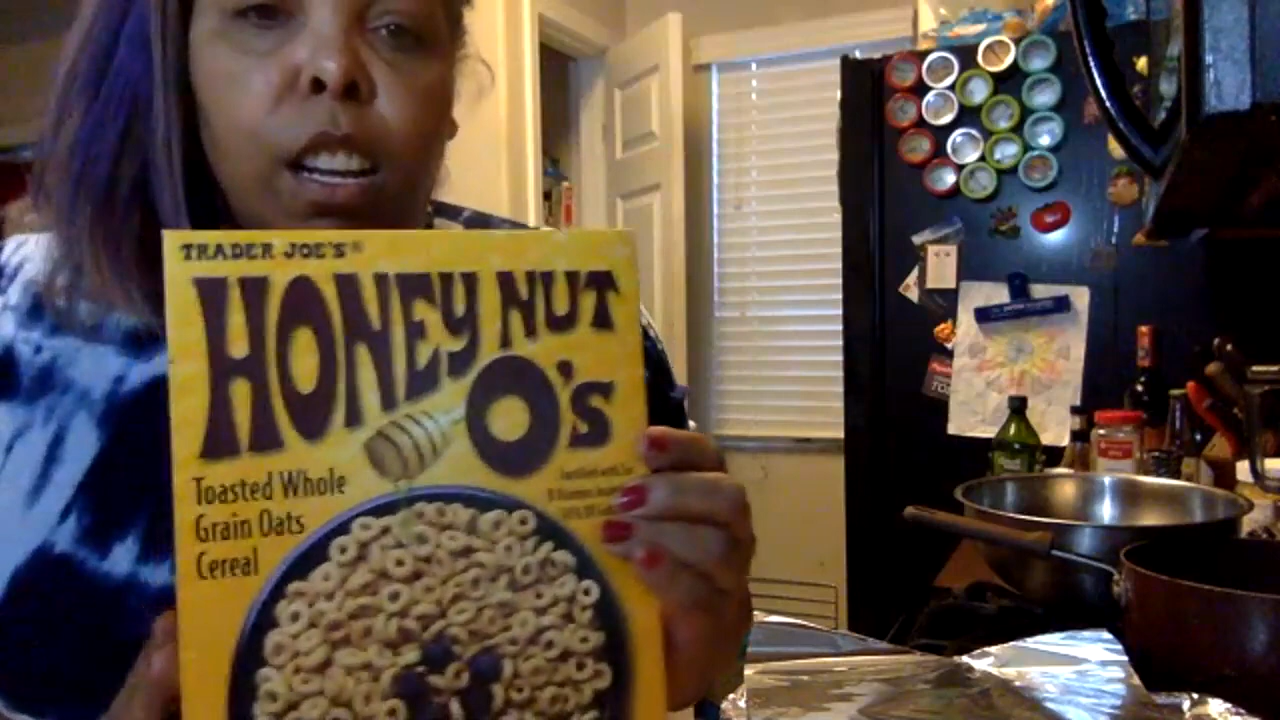 TRADER JOE'S®
HONEY NUT
O's
Toasted Whole
Grain Oats
Cereal